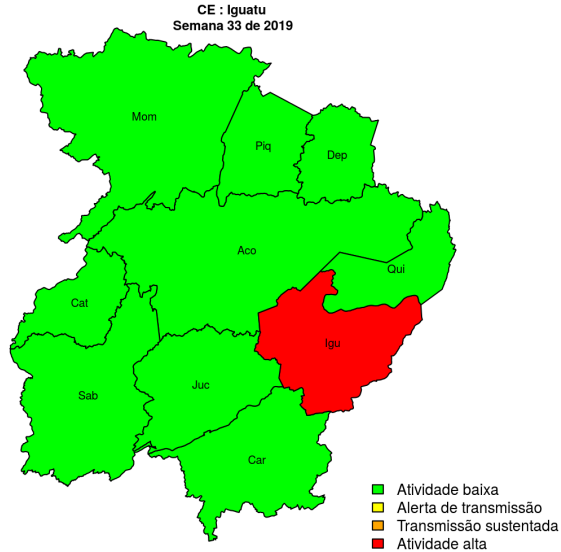 CE : Iguatu
Semana 33 de 2019
Mom
Piq
Dep
Aco
Qui
Cat
Igu
Juc
Sab
Car
Atividade baixa
Alerta de transmissão
Transmissão sustentada
Atividade alta